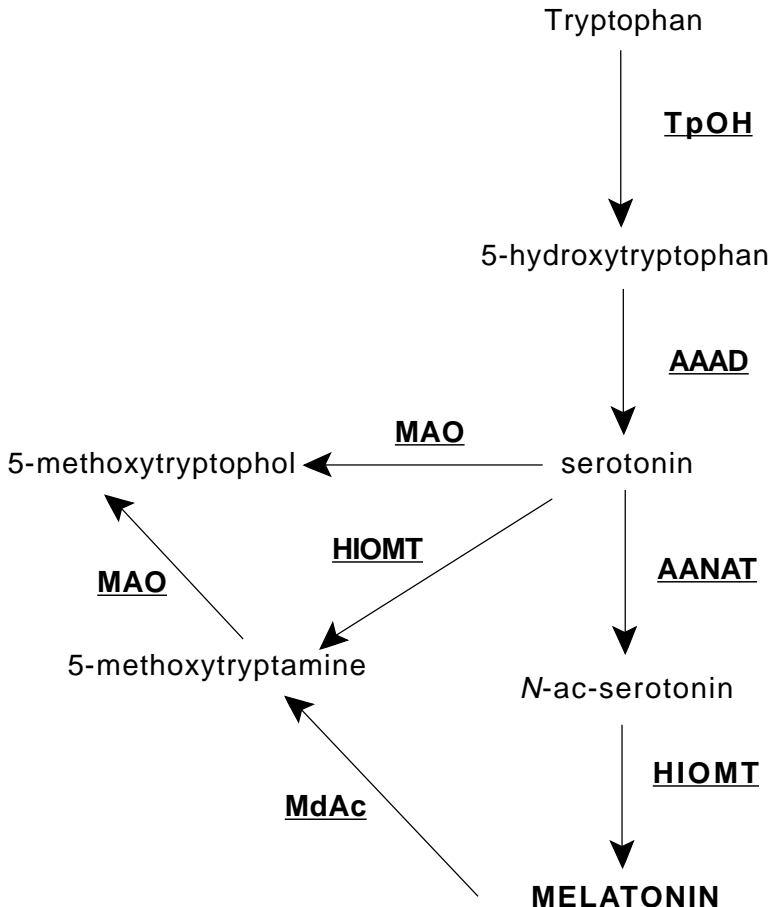 Tryptophan
TpOH
5-hydroxytryptophan
AAAD
MAO
5-methoxytryptophol
serotonin
HIOMT
AANAT
MAO
5-methoxytryptamine
N-ac-serotonin
HIOMT
MdAc
MELATONIN